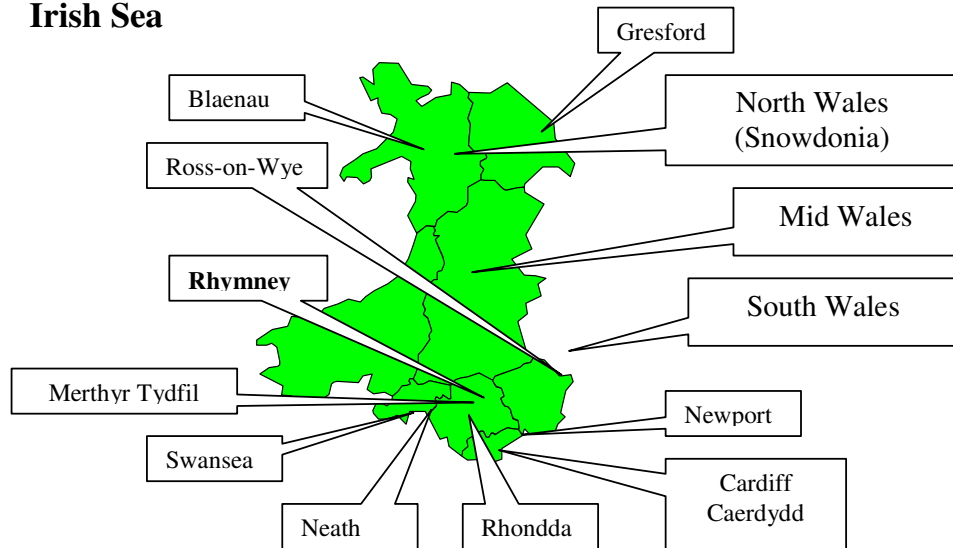 Irish Sea
Gresford
Blaenau
North Wales
(Snowdonia)
Ross-on-Wye
Mid Wales
Rhymney
South Wales
Merthyr Tydfil
Newport
Swansea
Cardiff
Caerdydd
Neath
Rhondda